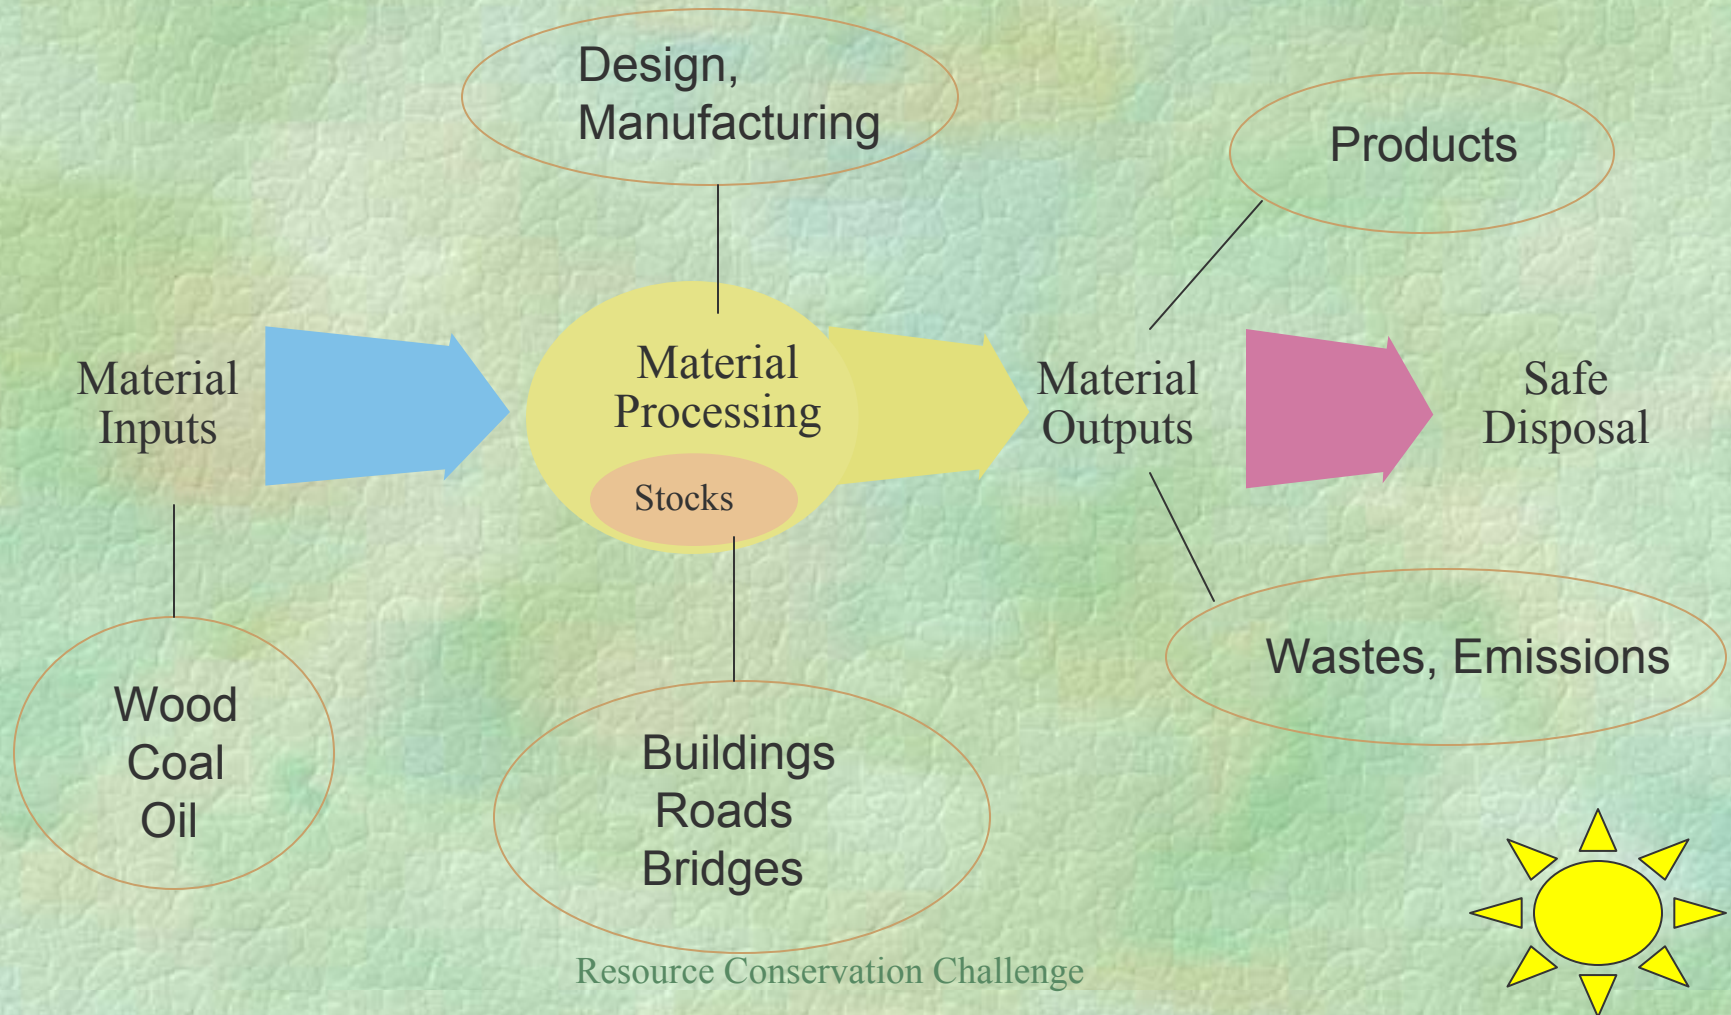 Design,
Manufacturing
Products
Material
Inputs
Material
Processing
Stocks
Material
Outputs
Safe
Disposal
Wood
Coal
Oil
Buildings
Roads
Bridges
Wastes, Emissions
Resource Conservation Challenge